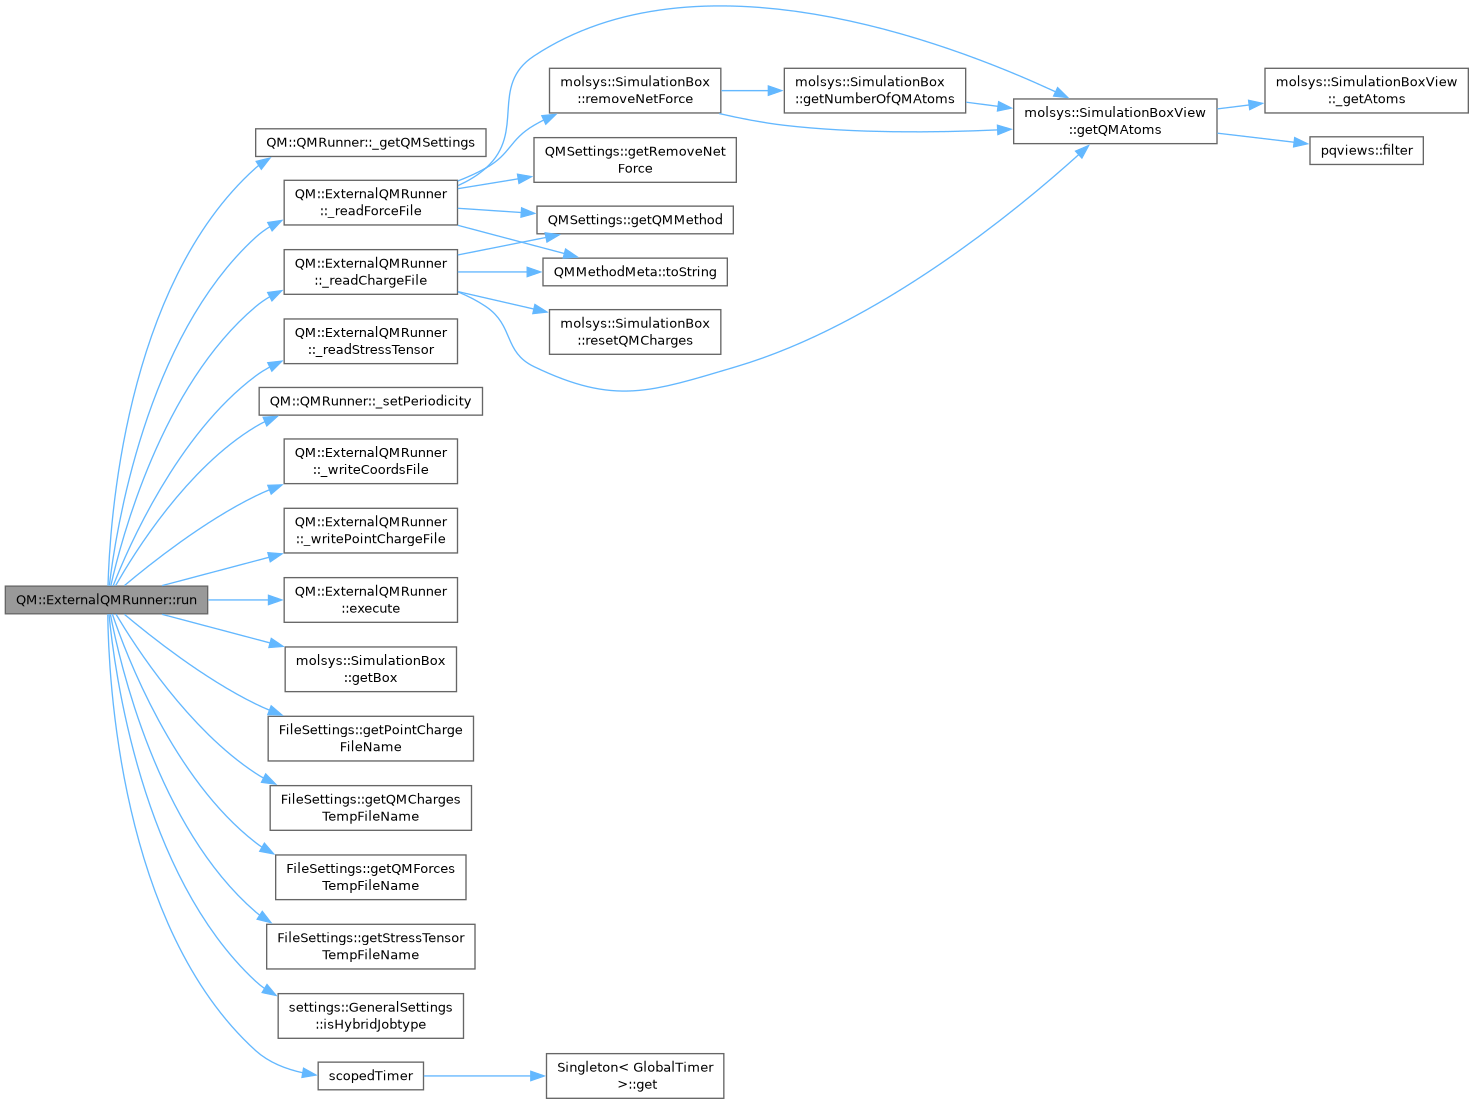 QM::ExternalQMRunner::run
QM::QMRunner::_getQMSettings
QM::ExternalQMRunner
::_readForceFile
QM::ExternalQMRunner
::_readChargeFile
QM::ExternalQMRunner
::_readStressTensor
QM::QMRunner::_setPeriodicity
QM::ExternalQMRunner
::_writeCoordsFile
QM::ExternalQMRunner
::_writePointChargeFile
QM::ExternalQMRunner
::execute
molsys::SimulationBox
::getBox
FileSettings::getPointCharge
FileName
FileSettings::getQMCharges
TempFileName
FileSettings::getQMForces
TempFileName
FileSettings::getStressTensor
TempFileName
settings::GeneralSettings
::isHybridJobtype
scopedTimer
molsys::SimulationBox
::removeNetForce
QMSettings::getRemoveNet
Force
QMSettings::getQMMethod
QMMethodMeta::toString
molsys::SimulationBox
::resetQMCharges
Singleton< GlobalTimer
>::get
molsys::SimulationBox
::getNumberOfQMAtoms
molsys::SimulationBoxView
::getQMAtoms
molsys::SimulationBoxView
::_getAtoms
pqviews::filter